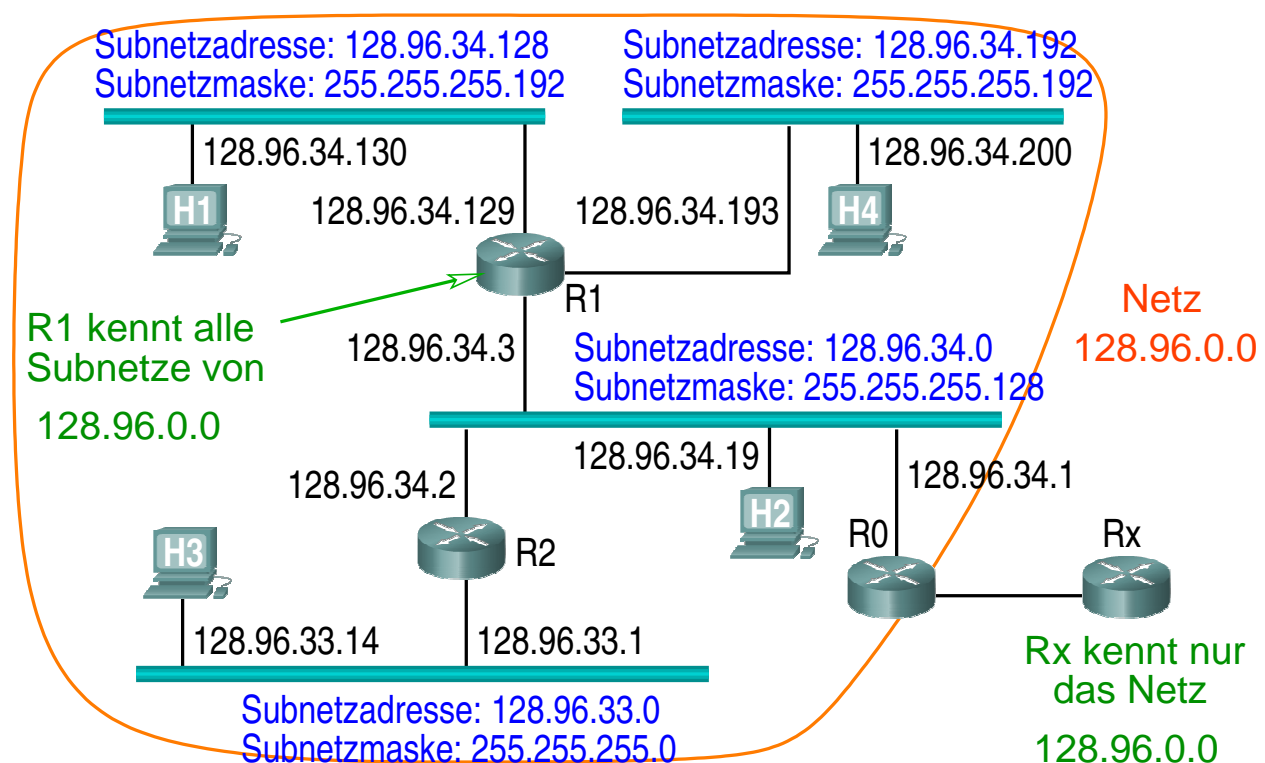 Subnetzadresse: 128.96.34.128
Subnetzmaske: 255.255.255.192
Subnetzadresse: 128.96.34.192
Subnetzmaske: 255.255.255.192
128.96.34.130
128.96.34.200
H1
128.96.34.129
128.96.34.193
H4
R1
R1 kennt alle
Subnetze von
128.96.0.0
128.96.34.3
Subnetzadresse: 128.96.34.0
Subnetzmaske: 255.255.255.128
Netz
128.96.0.0
128.96.34.19
128.96.34.1
128.96.34.2
H2
H3
R2
R0
Rx
128.96.33.14
128.96.33.1
Rx kennt nur
das Netz
128.96.0.0
Subnetzadresse: 128.96.33.0
Subnetzmaske: 255.255.255.0